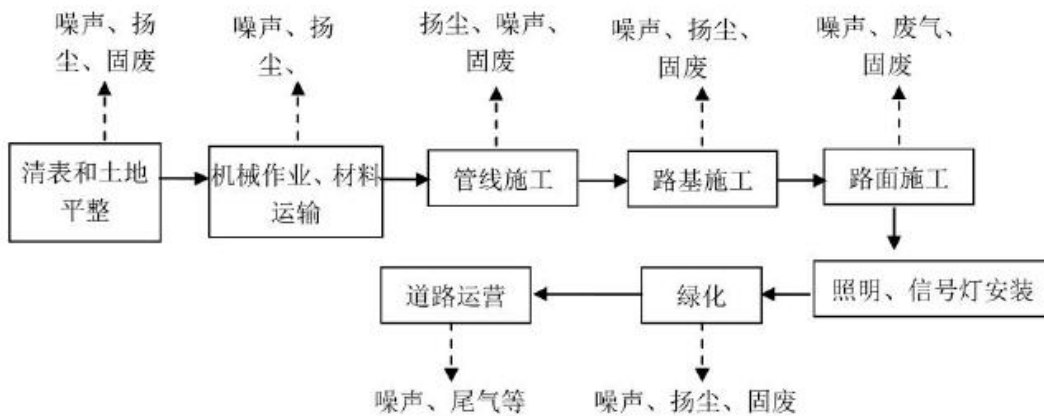 噪声、扬
尘、固废
噪声、扬
尘、
扬尘、噪声、
固废
噪声、扬尘、
固废
噪声、废气、
固废
清表和土地
平整
机械作业、材料
运输
管线施工
路基施工
路面施工
道路运营
绿化
照明、信号灯安装
噪声、尾气等
噪声、扬尘、固废